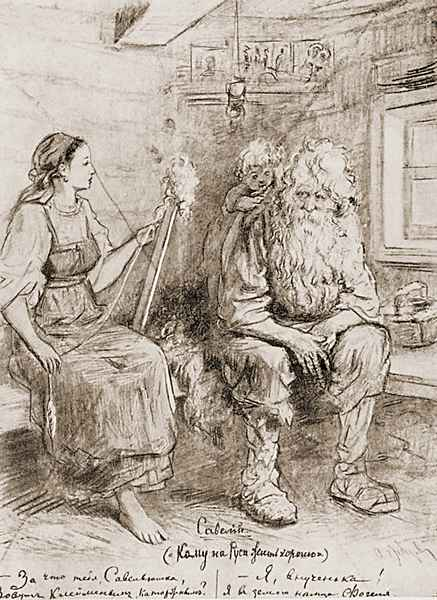 Савелій
(«Кому на Руси жить хорошо»)
— За что тебя, Савельюшка,
Зовутъ Клейменымъ Каторжнымъ?
— Я, внученька!
Я в землю немца Фогеля